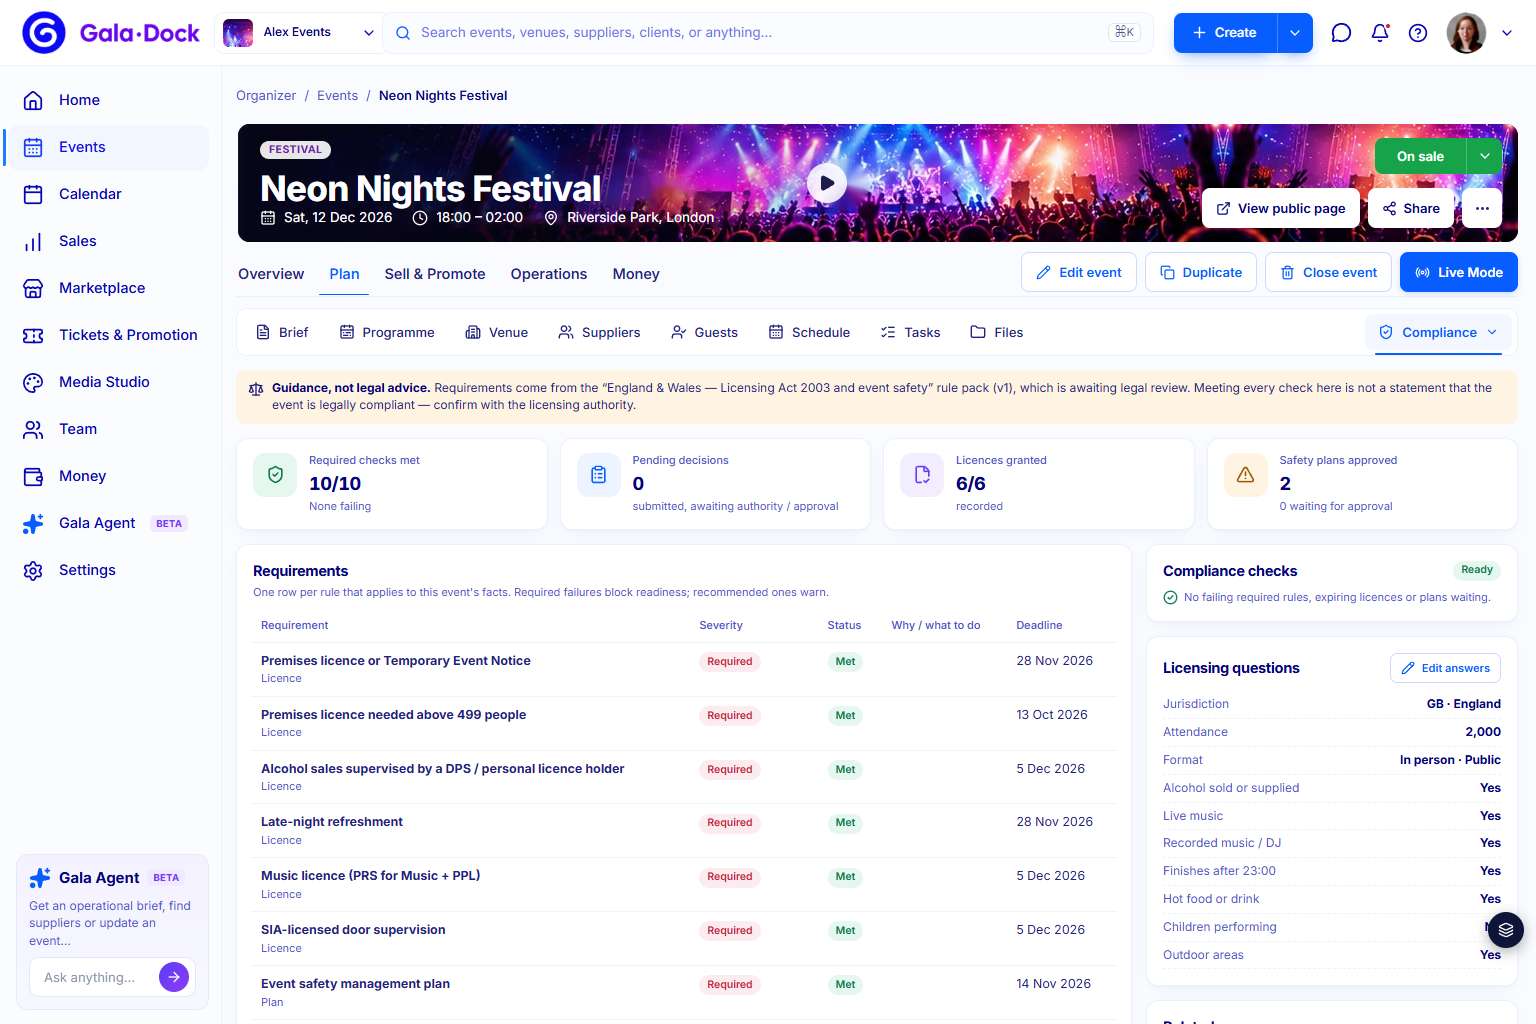 Gala·Dock
Alex Events
Search events, venues, suppliers, clients, or anything...
⌘K
Create
Home
Events
Calendar
Sales
Marketplace
Tickets & Promotion
Media Studio
Team
Money
Gala Agent BETA
Settings
Gala Agent BETA
Get an operational brief, find
suppliers or update an
event...
Ask anything...
Organizer / Events / Neon Nights Festival
FESTIVAL
Neon Nights Festival
Sat, 12 Dec 2026 18:00 – 02:00 Riverside Park, London
On sale
View public page
Share
Overview Plan Sell & Promote Operations Money
Edit event
Duplicate
Close event
Live Mode
Brief Programme Venue Suppliers Guests Schedule Tasks Files Compliance
Guidance, not legal advice. Requirements come from the “England & Wales — Licensing Act 2003 and event safety” rule pack (v1), which is awaiting legal review. Meeting every check here is not a statement that the
event is legally compliant — confirm with the licensing authority.
Required checks met
10/10
None failing
Pending decisions
0
submitted, awaiting authority / approval
Licences granted
6/6
recorded
Safety plans approved
2
0 waiting for approval
Requirements
One row per rule that applies to this event's facts. Required failures block readiness; recommended ones warn.
Requirement Severity Status Why / what to do Deadline
Premises licence or Temporary Event Notice Required Met 28 Nov 2026
Licence
Premises licence needed above 499 people Required Met 13 Oct 2026
Licence
Alcohol sales supervised by a DPS / personal licence holder Required Met 5 Dec 2026
Licence
Late-night refreshment Required Met 28 Nov 2026
Licence
Music licence (PRS for Music + PPL) Required Met 5 Dec 2026
Licence
SIA-licensed door supervision Required Met 5 Dec 2026
Licence
Event safety management plan Required Met 14 Nov 2026
Plan
Compliance checks Ready
No failing required rules, expiring licences or plans waiting.
Licensing questions Edit answers
Jurisdiction GB · England
Attendance 2,000
Format In person · Public
Alcohol sold or supplied Yes
Live music Yes
Recorded music / DJ Yes
Finishes after 23:00 Yes
Hot food or drink Yes
Children performing
Outdoor areas Yes